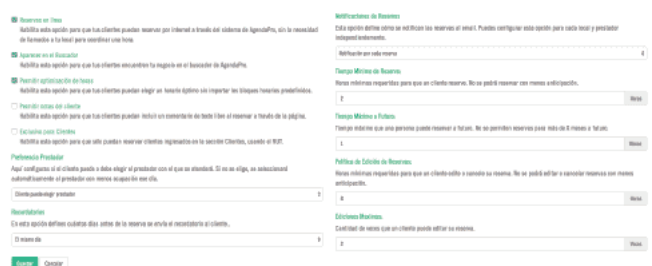 Reservas en línea
Habilita esta opción para que tus clientes puedan reservar por internet a través del sistema de AgendaPro, sin la necesidad
de llamados a tu local para coordinar una hora.
Aparecer en el Buscador
Habilita esta opción para que tus clientes encuentren tu negocio en el buscador de AgendaPro.
Permitir optimización de horas
Habilita esta opción para que tus clientes puedan elegir un horario óptimo sin importar los bloques horarios predefinidos.
Permitir notas del cliente
Habilita esta opción para que tus clientes puedan incluir un comentario de texto libre al reservar a través de la página.
Exclusivo para Clientes
Habilita esta opción para que sólo puedan reservar clientes ingresados en la sección Clientes, usando el RUT.
Preferencia Prestador
Aquí configuras si el cliente puede o debe elegir al prestador con el que se atenderá. Si no se elige, se seleccionará
automáticamente al prestador con menos ocupación ese día.
Cliente puede elegir prestador
Recordatorios
En esta opción defines cuántos días antes de la reserva se envía el recordatorio al cliente.
El mismo día
Guardar Cancelar
Notificaciones de Reservas
Esta opción define cómo se notifican las reservas al email. Puedes configurar esta opción para cada local y prestador
independientemente.
Notificación por cada reserva
Tiempo Mínimo de Reserva
Horas mínimas requeridas para que un cliente reserve. No se podrá reservar con menos anticipación.
2 Horas
Tiempo Máximo a Futuro
Tiempo máximo que una persona puede reservar a futuro. No se permiten reservas para más de 6 meses a futuro.
1 Meses
Política de Edición de Reservas
Horas mínimas requeridas para que un cliente edite o cancele su reserva. No se podrá editar o cancelar reservas con menos
anticipación.
Horas
Ediciones Máximas
Cantidad de veces que un cliente puede editar su reserva.
Veces